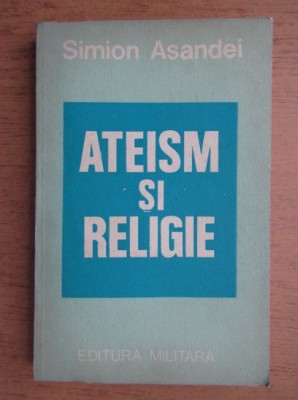 Simion Asandei
ATEISM
ŞI
RELIGIE
EDITURA MILITARĂ